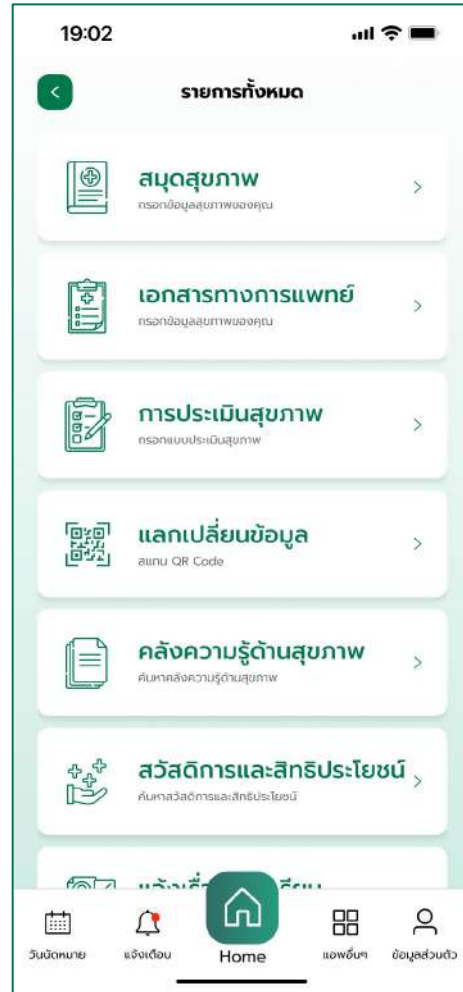 19:02
รายการทั้งหมด
สมุดสุขภาพ
กรอกข้อมูลสุขภาพของคุณ
เอกสารทางการแพทย์
กรอกข้อมูลสุขภาพของคุณ
การประเมินสุขภาพ
กรอกแบบประเมินสุขภาพ
แลกเปลี่ยนข้อมูล
สแกน QR Code
คลังความรู้ด้านสุขภาพ
ค้นหาคลังความรู้ด้านสุขภาพ
สวัสดิการและสิทธิประโยชน์
ค้นหาสวัสดิการและสิทธิประโยชน์
วันนัดหมาย
แจ้งเตือน
Home
แอพอื่นๆ
ข้อมูลส่วนตัว